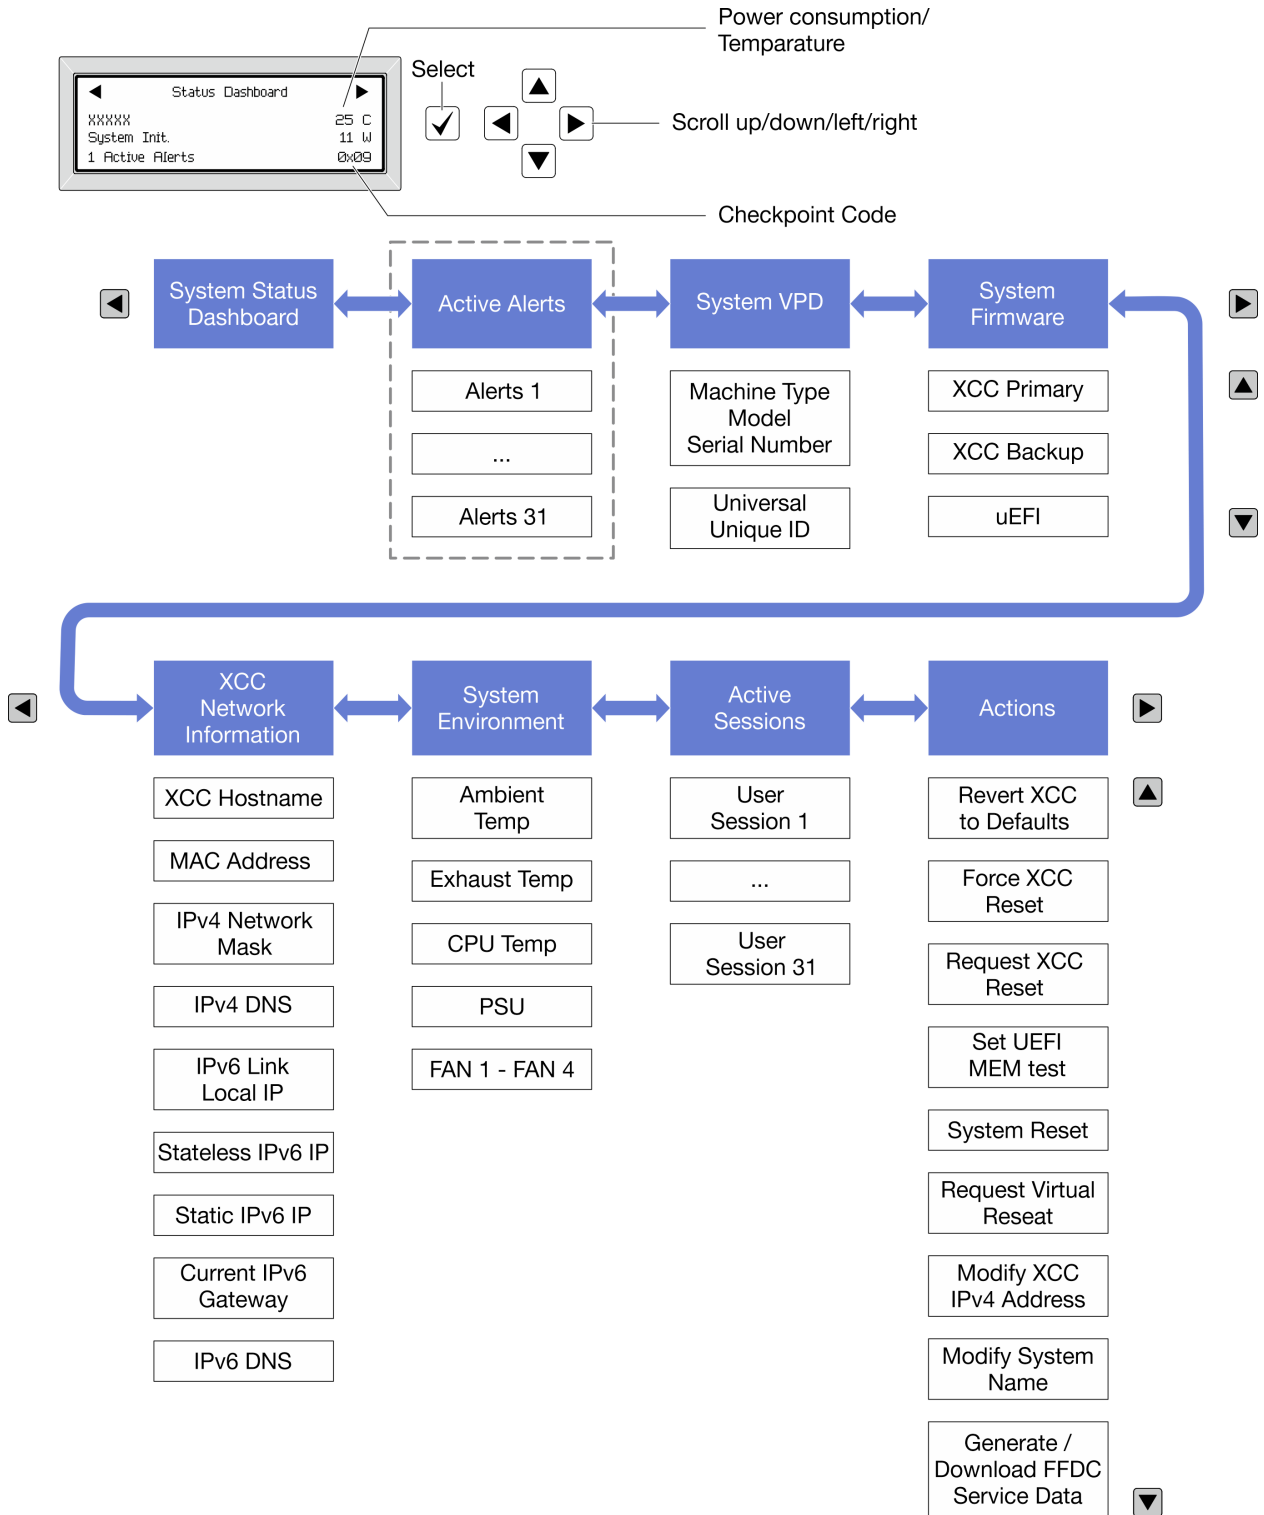 Power consumption/
Temparature
Select
Status Dashboard
XXXXX 25 C
System Init. 11 W
1 Active Alerts 0x09
Scroll up/down/left/right
Checkpoint Code
System Status
Dashboard
Active Alerts
System VPD
System
Firmware
Alerts 1
...
Alerts 31
Machine Type
Model
Serial Number
Universal
Unique ID
XCC Primary
XCC Backup
uEFI
XCC
Network
Information
System
Environment
Active
Sessions
Actions
XCC Hostname
MAC Address
IPv4 Network
Mask
IPv4 DNS
IPv6 Link
Local IP
Stateless IPv6 IP
Static IPv6 IP
Current IPv6
Gateway
IPv6 DNS
Ambient
Temp
Exhaust Temp
CPU Temp
PSU
FAN 1 - FAN 4
User
Session 1
...
User
Session 31
Revert XCC
to Defaults
Force XCC
Reset
Request XCC
Reset
Set UEFI
MEM test
System Reset
Request Virtual
Reseat
Modify XCC
IPv4 Address
Modify System
Name
Generate /
Download FFDC
Service Data